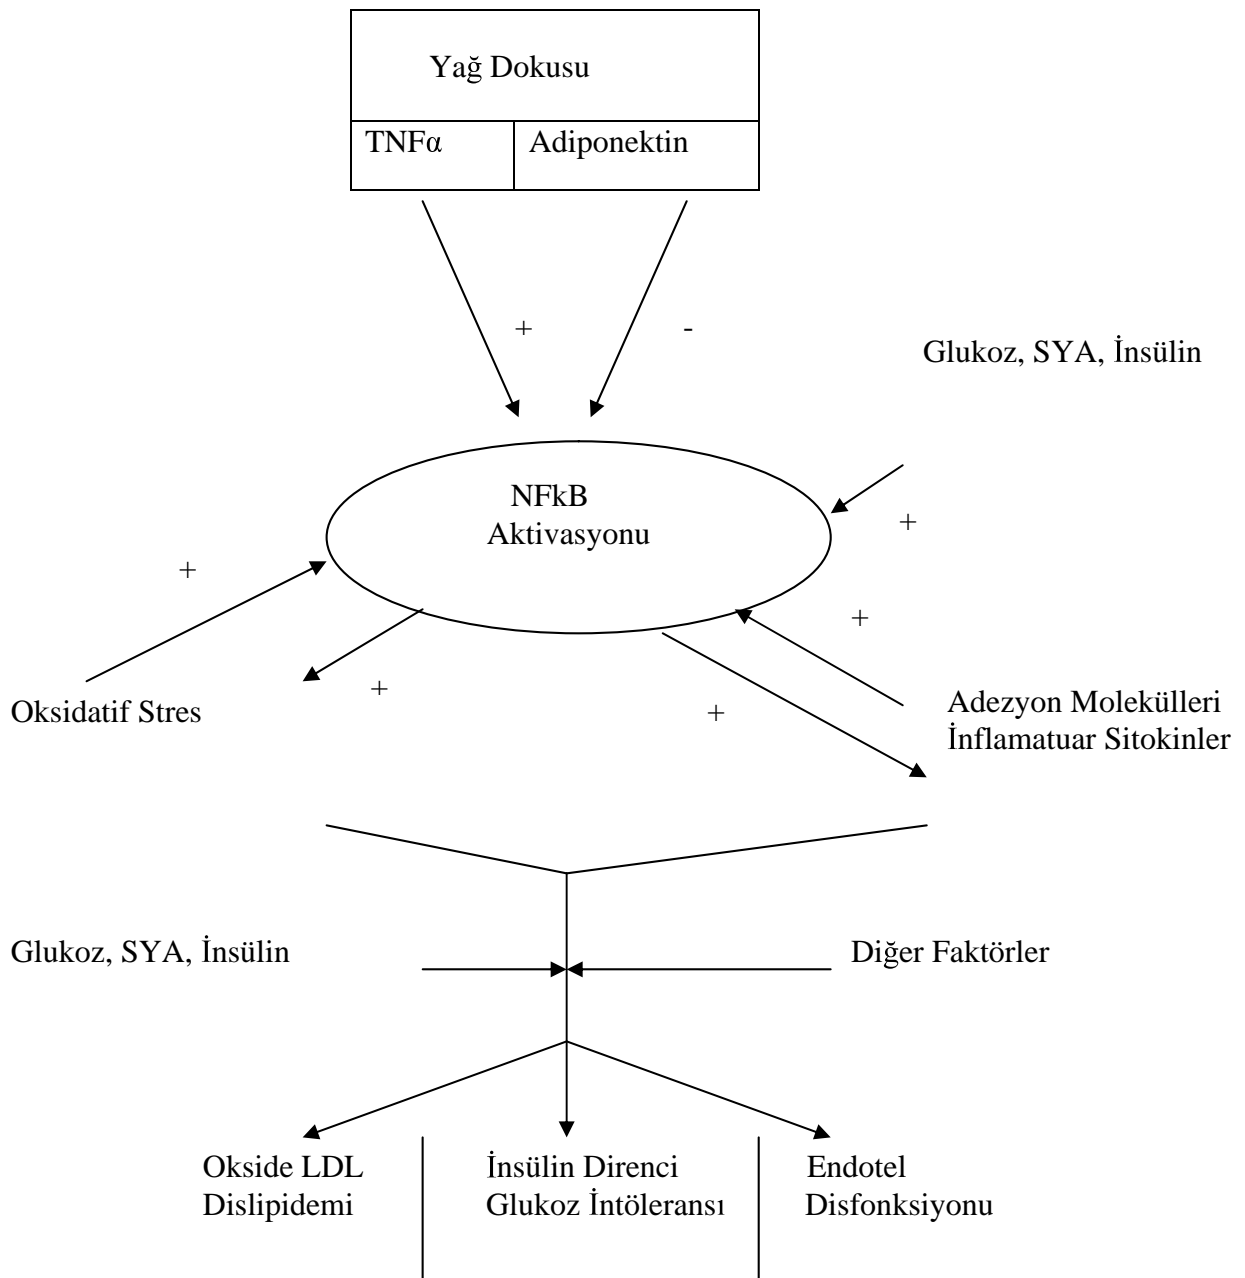 Yağ Dokusu
TNFα
Adiponektin
+
-
Glukoz, SYA, İnsülin
NFkB
Aktivasyonu
+
+
+
+
+
Oksidatif Stres
Adezyon Molekülleri
İnflamatuar Sitokinler
Glukoz, SYA, İnsülin
Diğer Faktörler
Okside LDL
Dislipidemi
İnsülin Direnci
Glukoz İntöleransı
Endotel
Disfonksiyonu